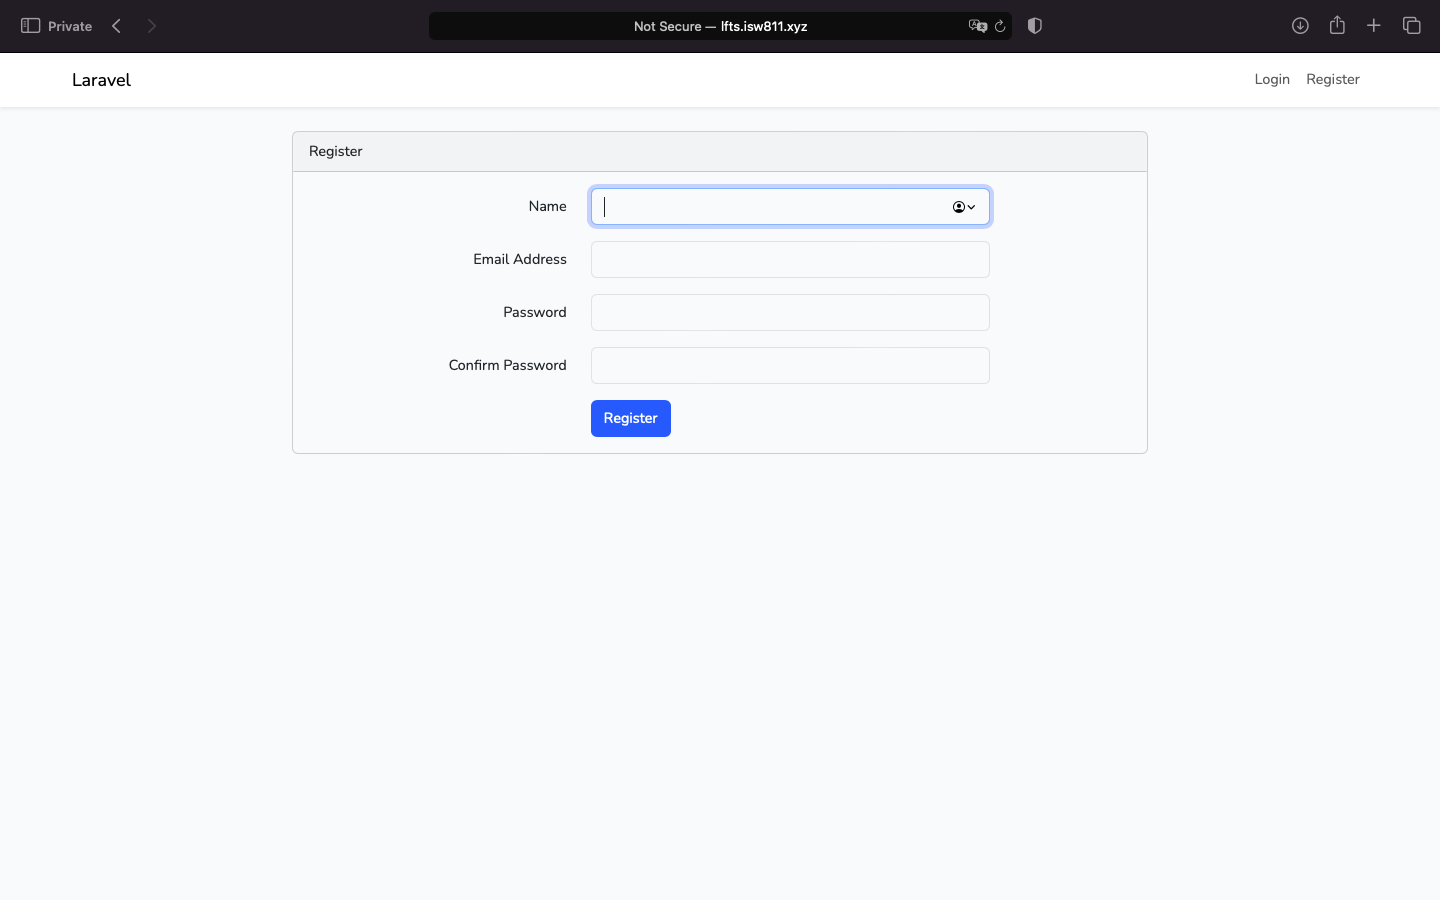 Private
Not Secure — lfts.isw811.xyz
Laravel
Login Register
Register
Name
Email Address
Password
Confirm Password
Register